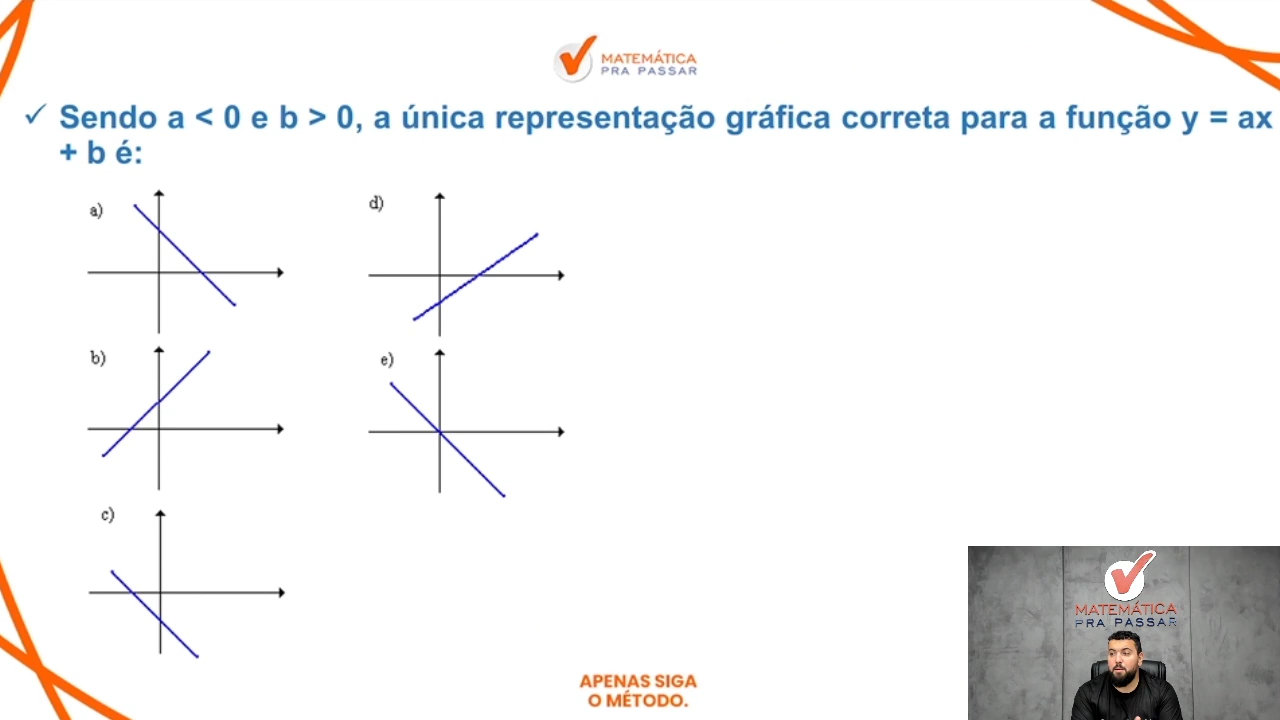 MATEMÁTICA
PRA PASSAR
✓ Sendo a < 0 e b > 0, a única representação gráfica correta para a função y = ax
+ b é:
a)
d)
b)
e)
c)
MATEMÁTICA
PRA PASSAR
APENAS SIGA
O MÉTODO.